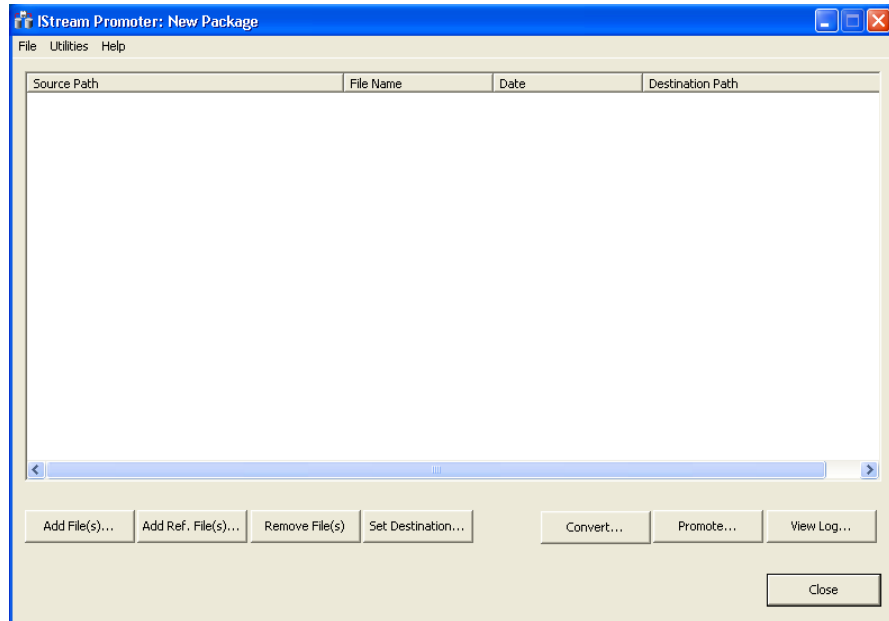 IStream Promoter: New Package
File Utilities Help
Source Path File Name Date Destination Path
Add File(s)... Add Ref. File(s)... Remove File(s) Set Destination... Convert... Promote... View Log...
Close